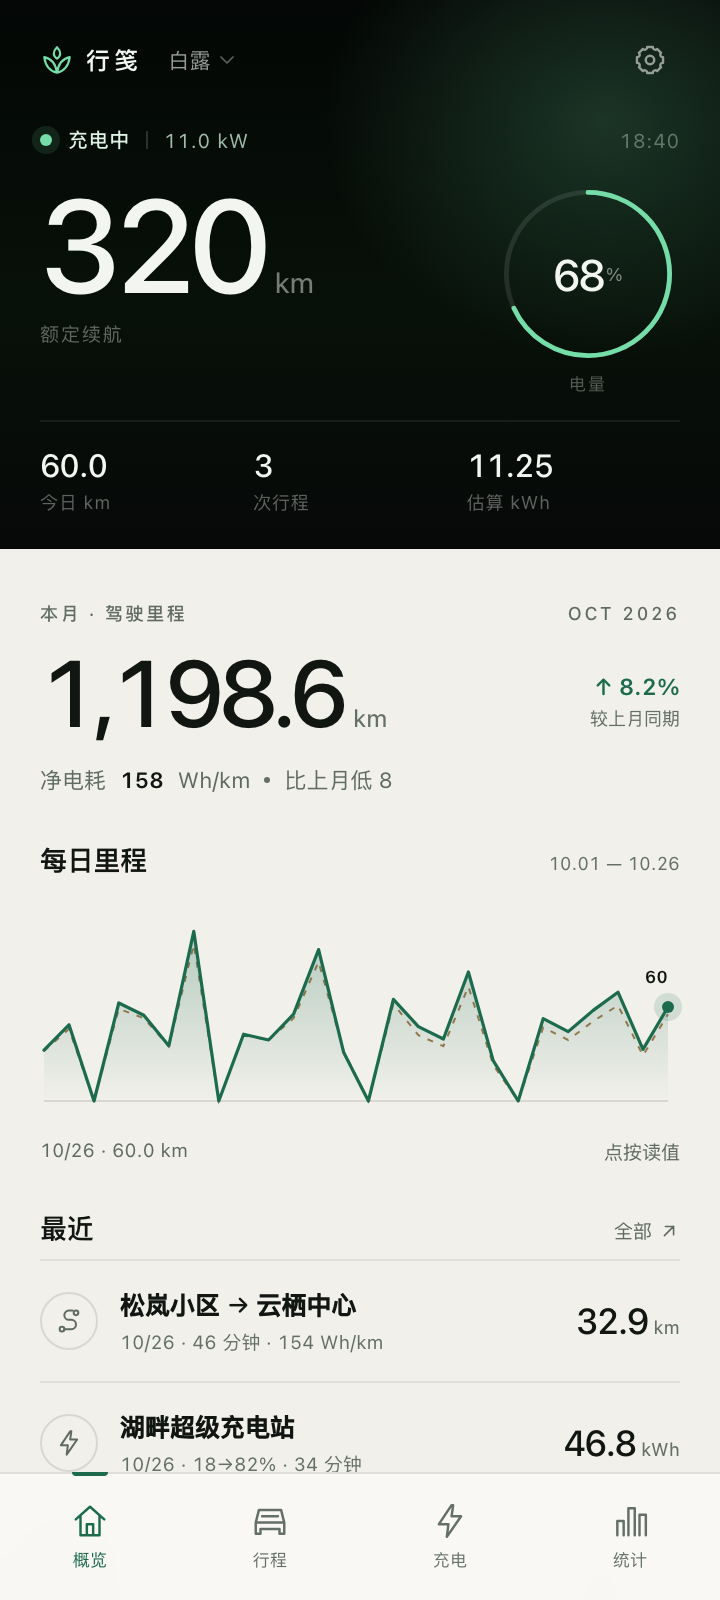 行笺 白露
充电中 | 11.0 kW 18:40
320 km
68%
额定续航
电量
60.0 3 11.25
今日 km 次行程 估算 kWh
本月 · 驾驶里程 OCT 2026
1,198.6 km
↑ 8.2%
较上月同期
净电耗 158 Wh/km • 比上月低 8
每日里程 10.01 — 10.26
60
10/26 · 60.0 km 点按读值
最近 全部 ↗
松岚小区 → 云栖中心
32.9 km
10/26 · 46 分钟 · 154 Wh/km
湖畔超级充电站
46.8 kWh
10/26 · 18→82% · 34 分钟
概览 行程 充电 统计